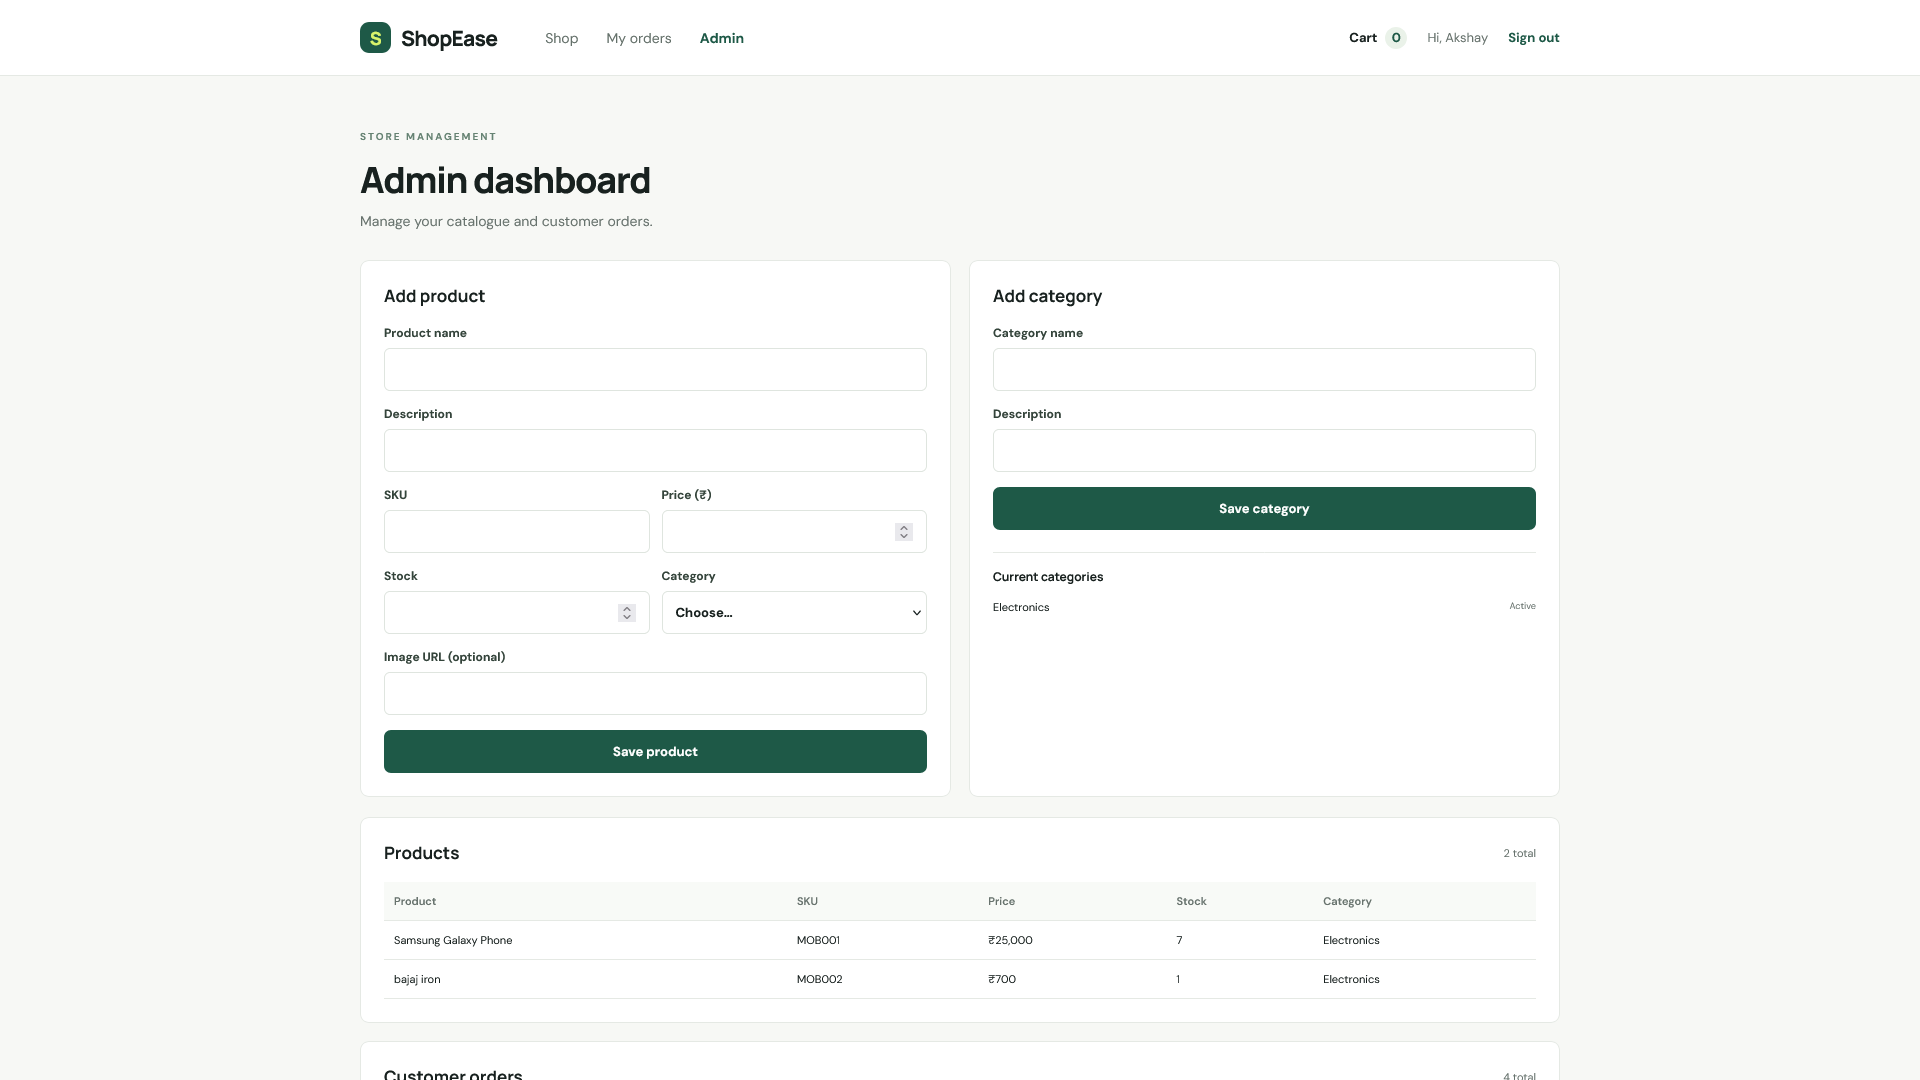 S ShopEase Shop My orders Admin Cart 0 Hi, Akshay Sign out
STORE MANAGEMENT
Admin dashboard
Manage your catalogue and customer orders.
Add product
Product name
Description
SKU Price (₹)
Stock Category
Choose...
Image URL (optional)
Save product
Add category
Category name
Description
Save category
Current categories
Electronics Active
Products 2 total
Product SKU Price Stock Category
Samsung Galaxy Phone MOB001 ₹25,000 7 Electronics
bajaj iron MOB002 ₹700 1 Electronics
Customer orders 4 total